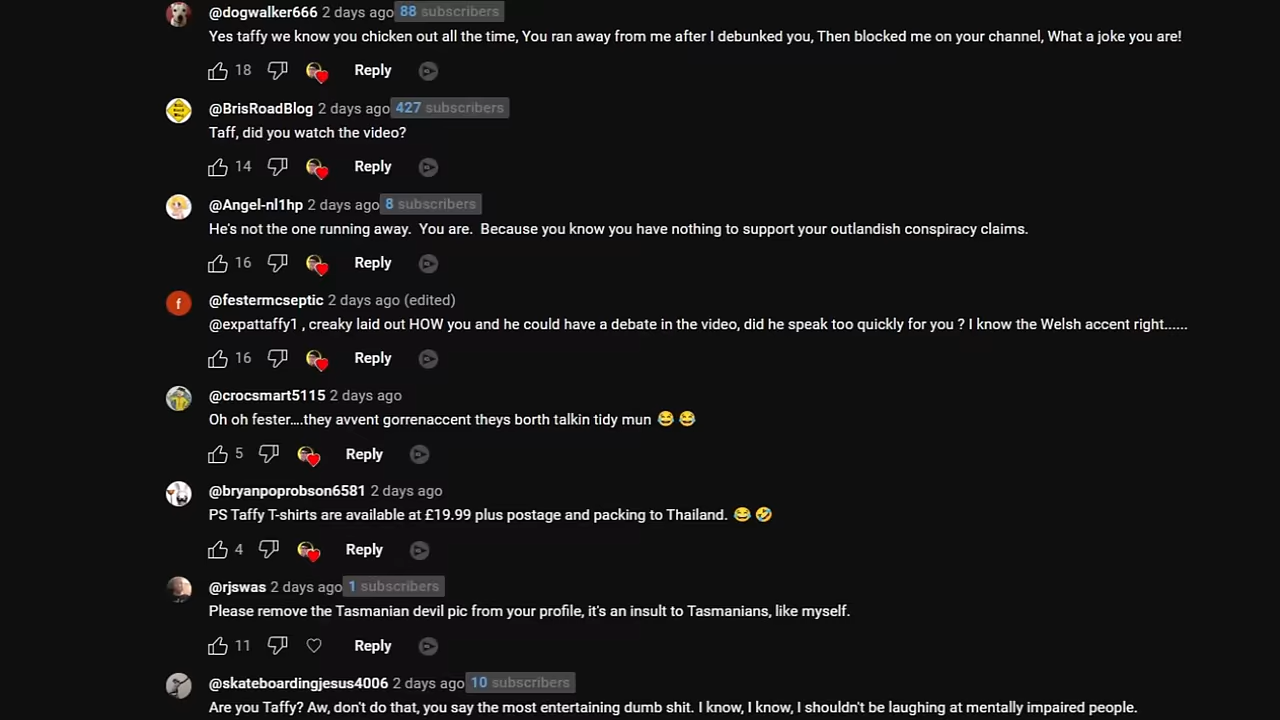 @dogwalker666 2 days ago 88 subscribers
Yes taffy we know you chicken out all the time, You ran away from me after I debunked you, Then blocked me on your channel, What a joke you are!
18 Reply
@BrisRoadBlog 2 days ago 427 subscribers
Taff, did you watch the video?
14 Reply
@Angel-nl1hp 2 days ago 8 subscribers
He's not the one running away.  You are.  Because you know you have nothing to support your outlandish conspiracy claims.
16 Reply
f @festermcseptic 2 days ago (edited)
@expattaffy1 , creaky laid out HOW you and he could have a debate in the video, did he speak too quickly for you ? I know the Welsh accent right......
16 Reply
@crocsmart5115 2 days ago
Oh oh fester....they avvent gorrenaccent theys borth talkin tidy mun 😂 😂
5 Reply
@bryanpoprobson6581 2 days ago
PS Taffy T-shirts are available at £19.99 plus postage and packing to Thailand. 😂 🤣
4 Reply
@rjswas 2 days ago 1 subscribers
Please remove the Tasmanian devil pic from your profile, it's an insult to Tasmanians, like myself.
11 Reply
@skateboardingjesus4006 2 days ago 10 subscribers
Are you Taffy? Aw, don't do that, you say the most entertaining dumb shit. I know, I know, I shouldn't be laughing at mentally impaired people.